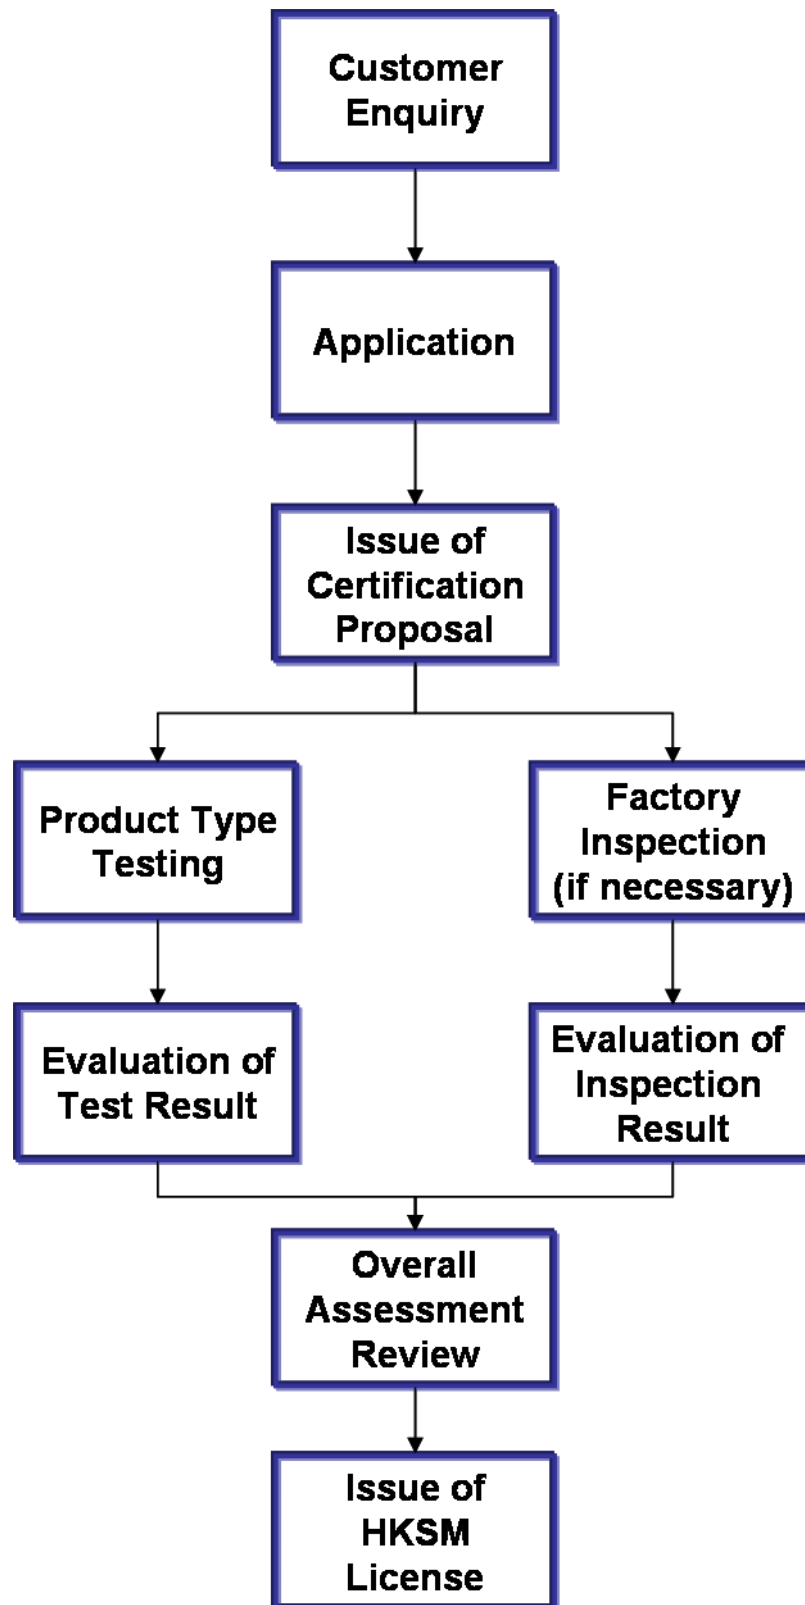 Customer
Enquiry
Application
Issue of
Certification
Proposal
Product Type
Testing
Factory
Inspection
(if necessary)
Evaluation of
Test Result
Evaluation of
Inspection
Result
Overall
Assessment
Review
Issue of
HKSM
License